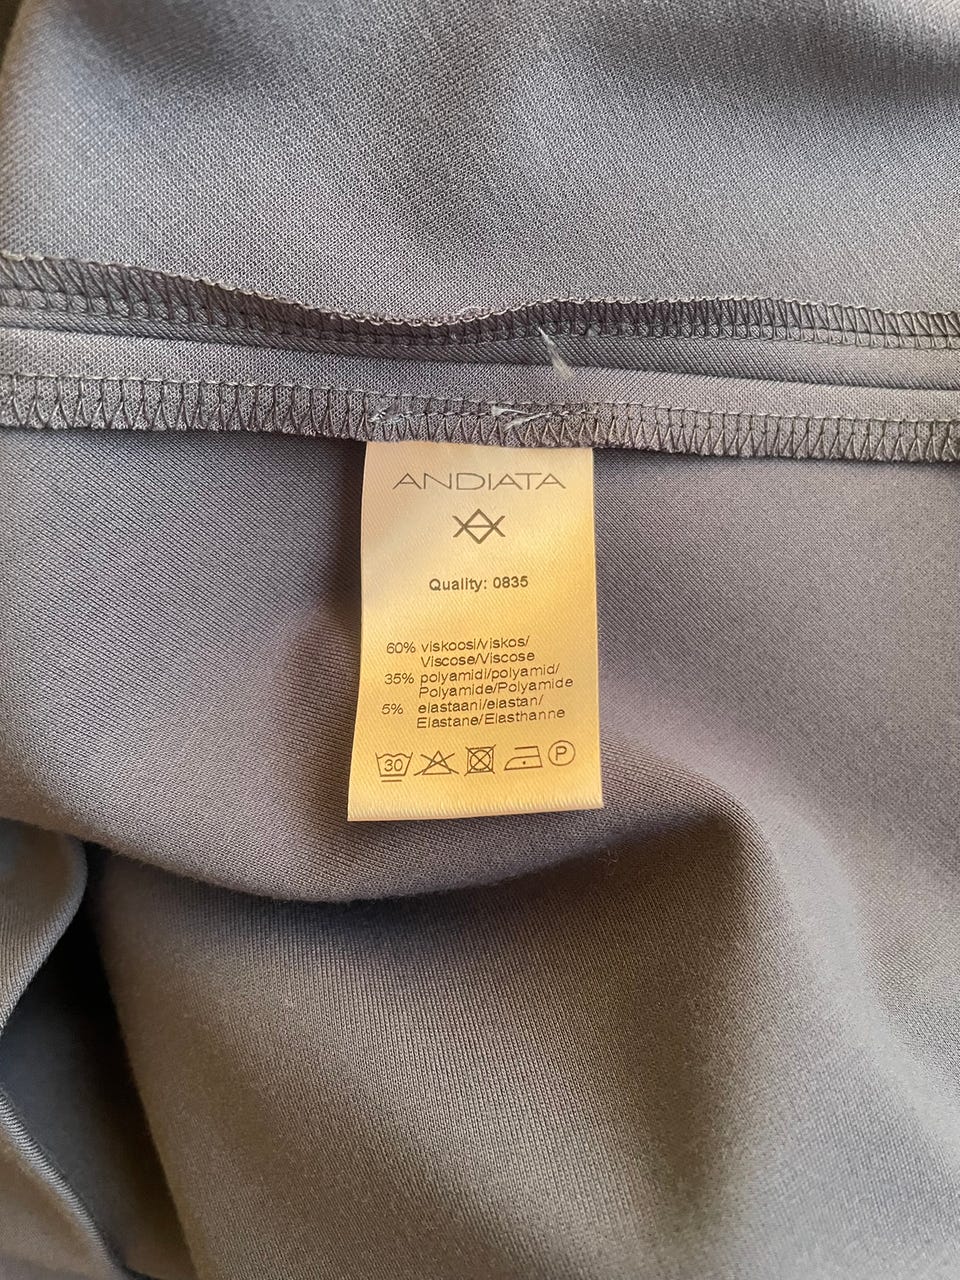 ANDIATA
Quality: 0835
60% viskoosi/viskos/
Viscose/Viscose
35% polyamidi/polyamid/
Polyamide/Polyamide
5% elastaani/elastan/
Elastane/Elasthanne
30 P